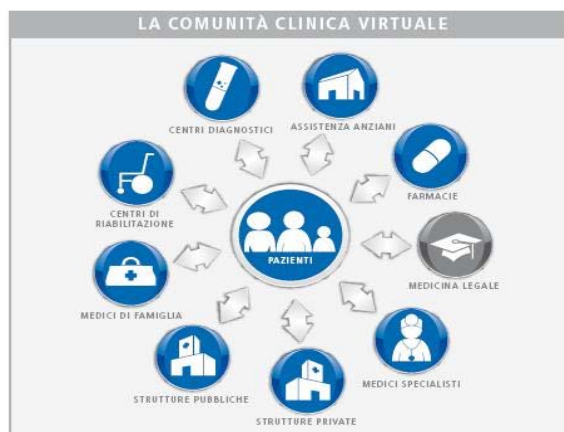 LA COMUNITÀ CLINICA VIRTUALE
CENTRI DIAGNOSTICI
ASSISTENZA ANZIANI
FARMACIE
CENTRI DI
RIABILITAZIONE
PAZIENTI
MEDICINA LEGALE
MEDICI DI FAMIGLIA
MEDICI SPECIALISTI
STRUTTURE PUBBLICHE
STRUTTURE PRIVATE